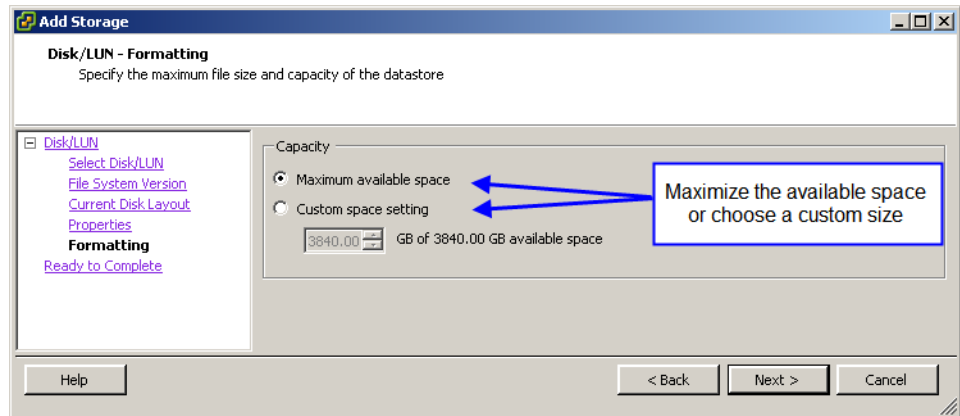 Add Storage
Disk/LUN - Formatting
Specify the maximum file size and capacity of the datastore
Disk/LUN
Select Disk/LUN
File System Version
Current Disk Layout
Properties
Formatting
Ready to Complete
Capacity
Maximum available space
Custom space setting
3840.00 GB of 3840.00 GB available space
Maximize the available space
or choose a custom size
Help
< Back
Next >
Cancel